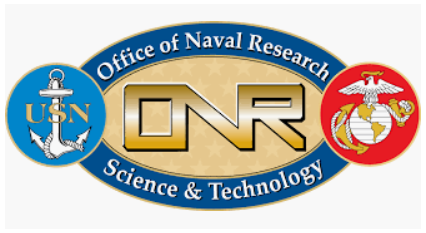 Office of Naval Research
USN
ONR
Science & Technology